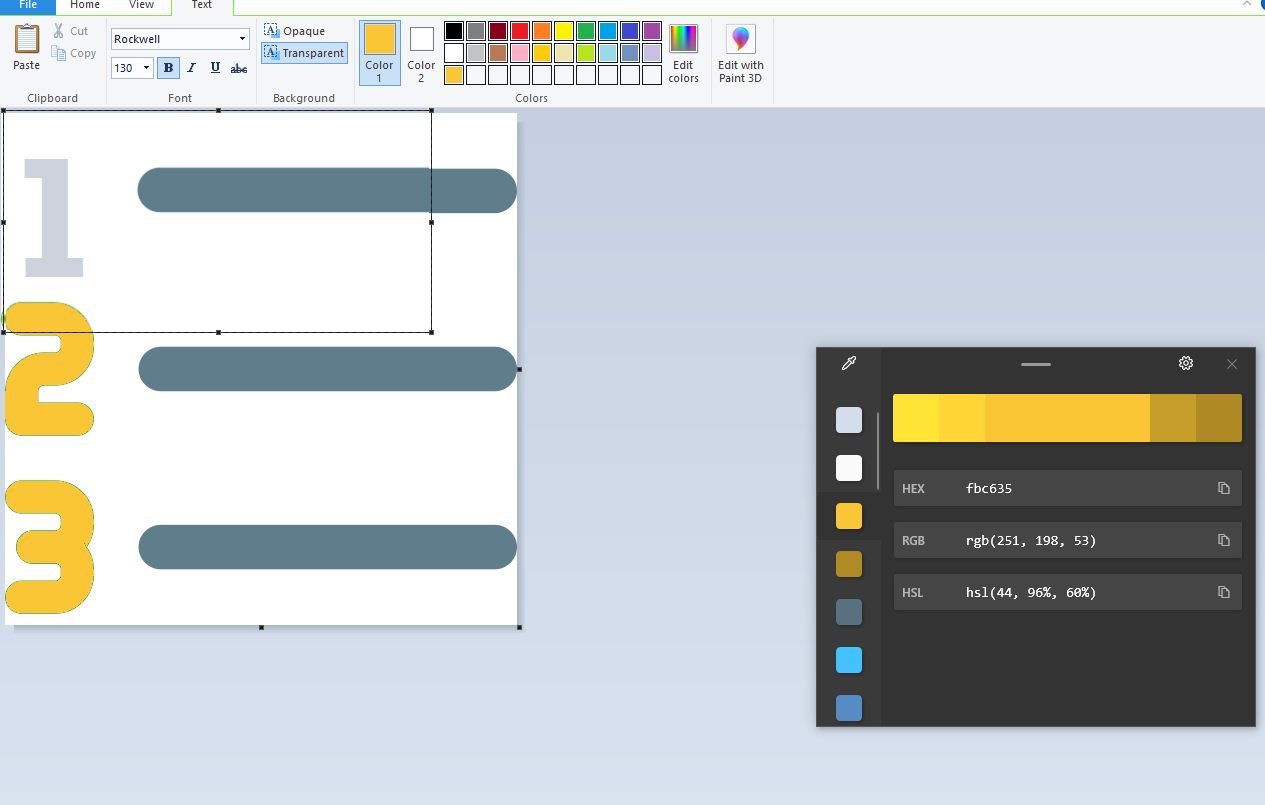 File Home View Text
Cut
Copy
Paste
Clipboard
Rockwell
130 B I U abc
Font
Opaque
Transparent
Background
Color 1
Color 2
Edit colors
Colors
Edit with Paint 3D
1
2
3
HEX fbc635
RGB rgb(251, 198, 53)
HSL hsl(44, 96%, 60%)